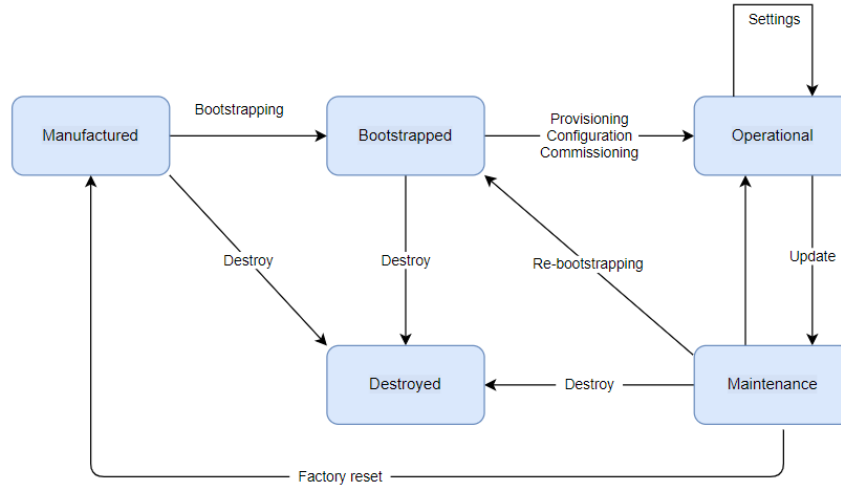 Settings
Bootstrapping
Manufactured
Bootstrapped
Provisioning
Configuration
Commissioning
Operational
Destroy
Destroy
Re-bootstrapping
Update
Destroyed
Destroy
Maintenance
Factory reset